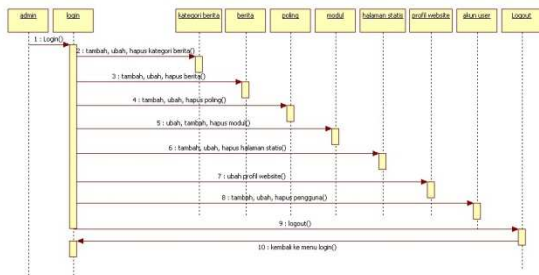 admin
login
kategori berita
berita
poling
modul
halaman statis
profil website
akun user
Logout
1 : Login()
2 : tambah, ubah, hapus kategori berita()
3 : tambah, ubah, hapus berita()
4 : tambah, ubah, hapus poling()
5 : ubah, tambah, hapus modul()
6 : tambah, ubah, hapus halaman statis()
7 : ubah profil website()
8 : tambah, ubah, hapus pengguna()
9 : logout()
10 : kembali ke menu login()